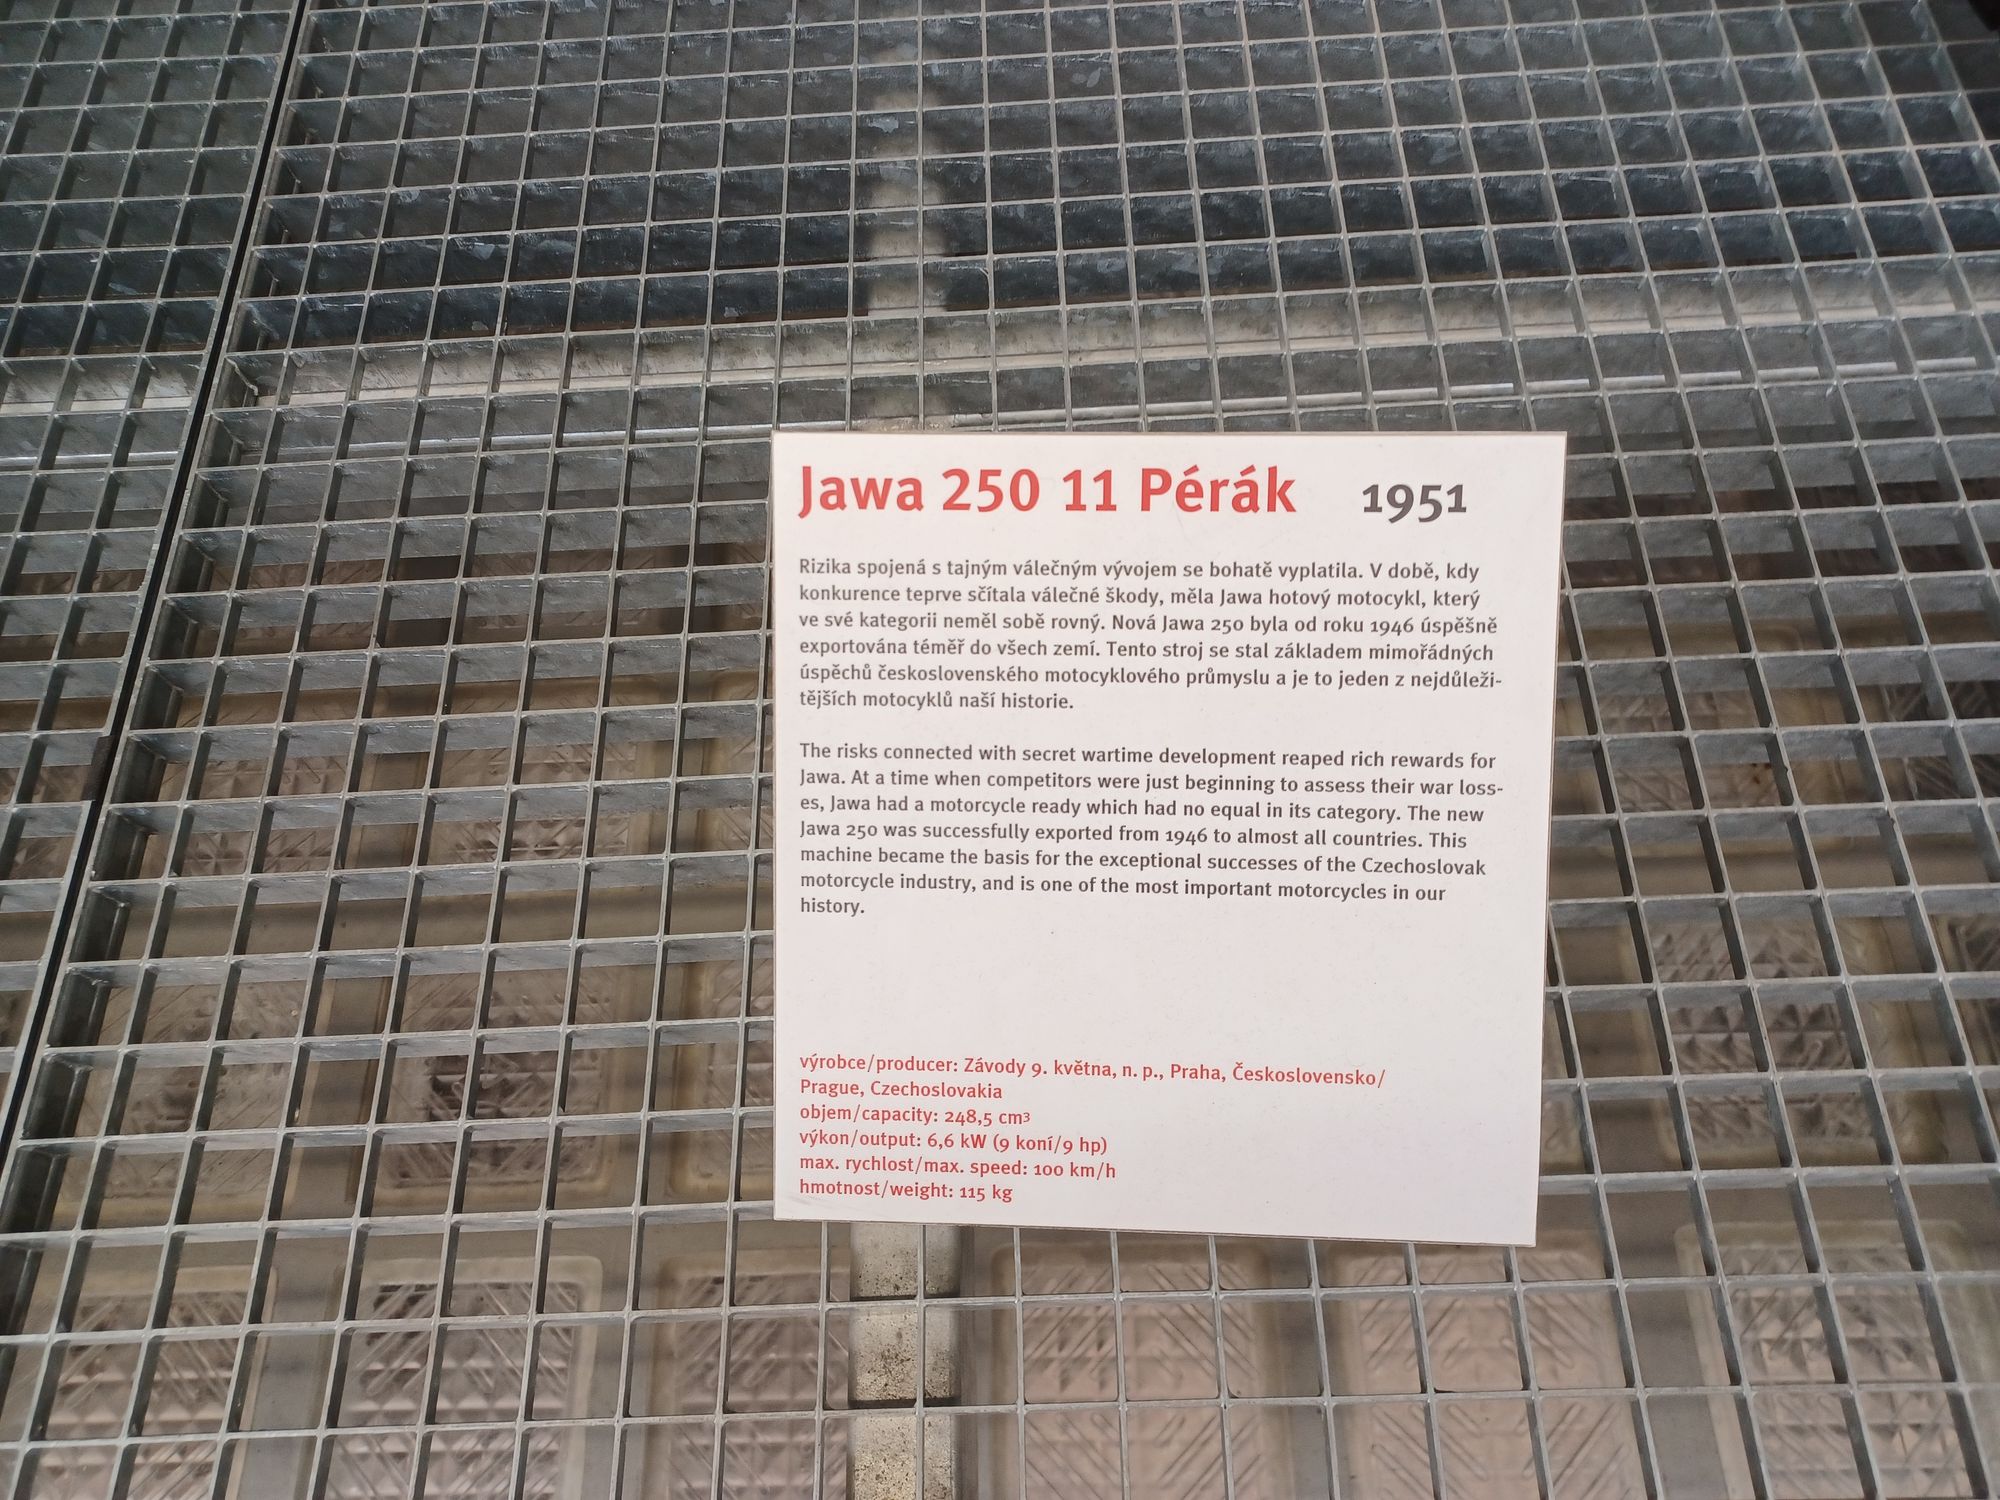 Jawa 250 11 Pérák 1951
Rizika spojená s tajným válečným vývojem se bohatě vyplatila. V době, kdy
konkurence teprve sčítala válečné škody, měla Jawa hotový motocykl, který
ve své kategorii neměl sobě rovný. Nová Jawa 250 byla od roku 1946 úspěšně
exportována téměř do všech zemí. Tento stroj se stal základem mimořádných
úspěchů československého motocyklového průmyslu a je to jeden z nejdůleži-
tějších motocyklů naší historie.
The risks connected with secret wartime development reaped rich rewards for
Jawa. At a time when competitors were just beginning to assess their war loss-
es, Jawa had a motorcycle ready which had no equal in its category. The new
Jawa 250 was successfully exported from 1946 to almost all countries. This
machine became the basis for the exceptional successes of the Czechoslovak
motorcycle industry, and is one of the most important motorcycles in our
history.
výrobce/producer: Závody 9. května, n. p., Praha, Československo/
Prague, Czechoslovakia
objem/capacity: 248,5 cm³
výkon/output: 6,6 kW (9 koní/9 hp)
max. rychlost/max. speed: 100 km/h
hmotnost/weight: 115 kg